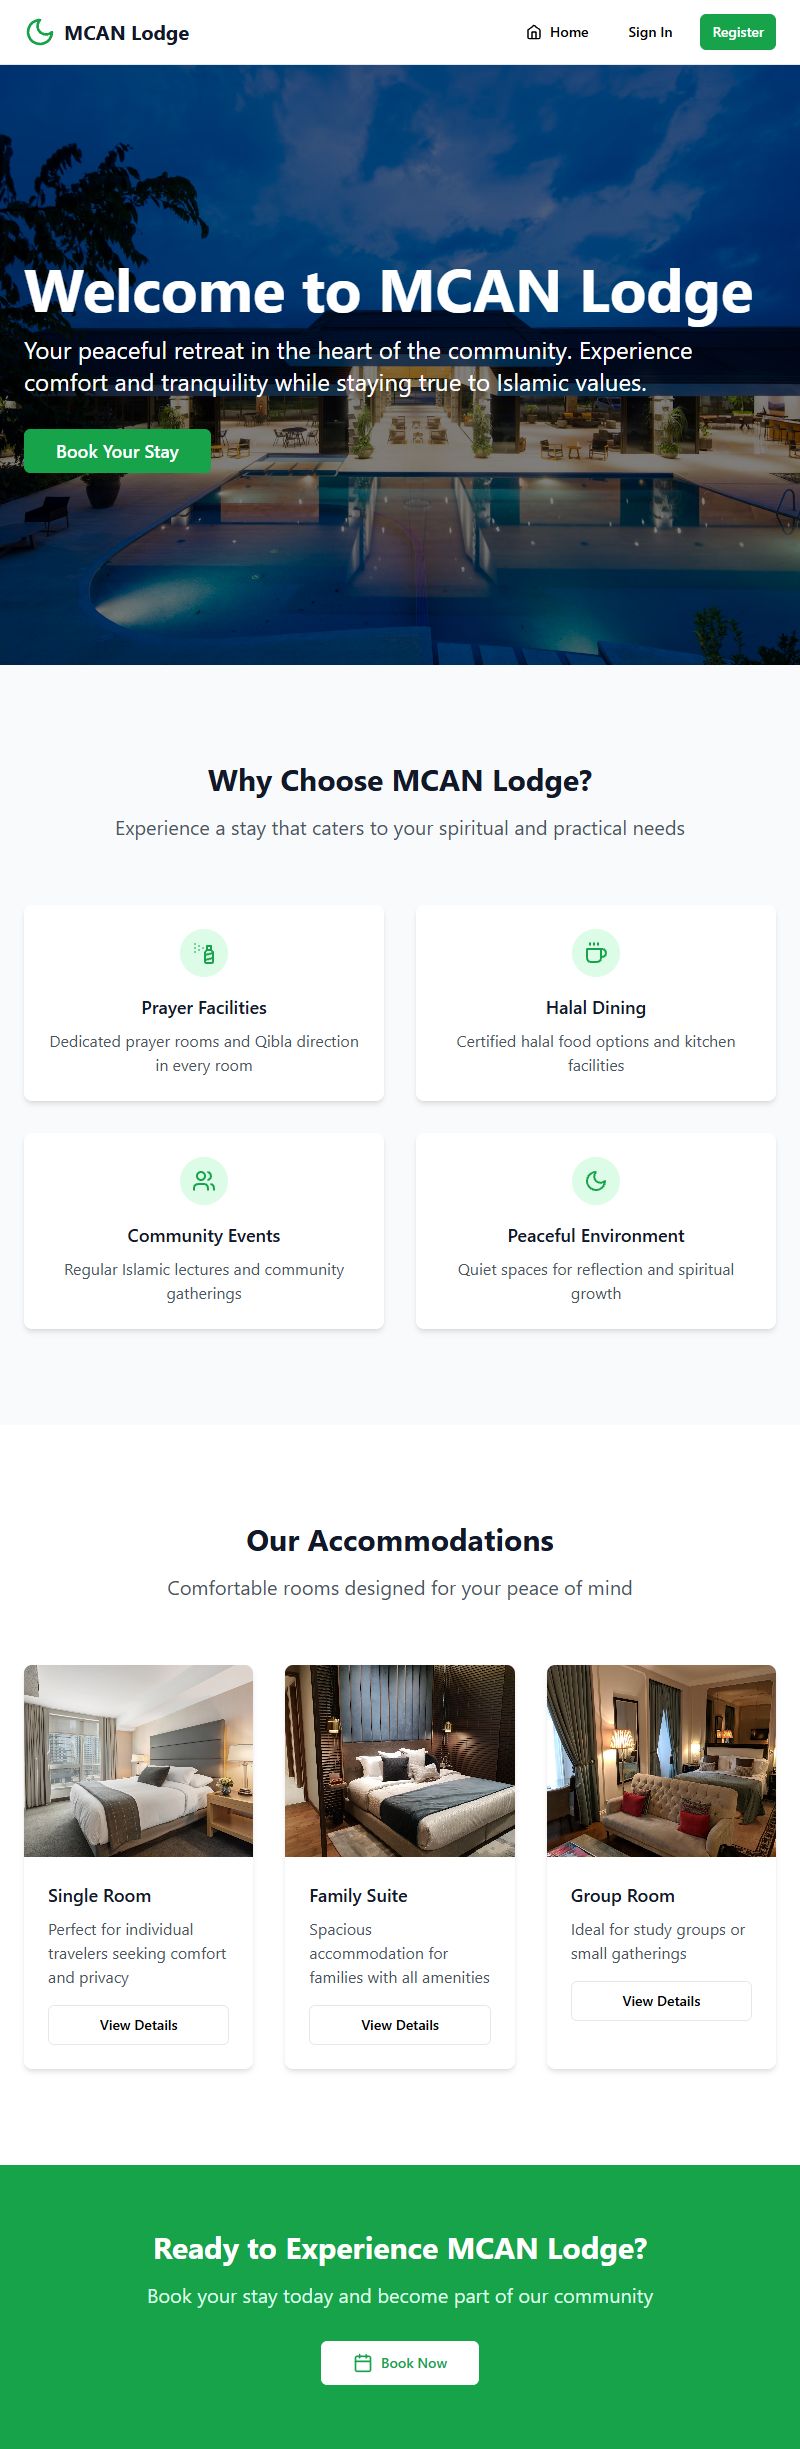 MCAN Lodge
Home
Sign In
Register
Welcome to MCAN Lodge
Your peaceful retreat in the heart of the community. Experience
comfort and tranquility while staying true to Islamic values.
Book Your Stay
Why Choose MCAN Lodge?
Experience a stay that caters to your spiritual and practical needs
Prayer Facilities
Dedicated prayer rooms and Qibla direction
in every room
Halal Dining
Certified halal food options and kitchen
facilities
Community Events
Regular Islamic lectures and community
gatherings
Peaceful Environment
Quiet spaces for reflection and spiritual
growth
Our Accommodations
Comfortable rooms designed for your peace of mind
Single Room
Perfect for individual
travelers seeking comfort
and privacy
View Details
Family Suite
Spacious
accommodation for
families with all amenities
View Details
Group Room
Ideal for study groups or
small gatherings
View Details
Ready to Experience MCAN Lodge?
Book your stay today and become part of our community
Book Now